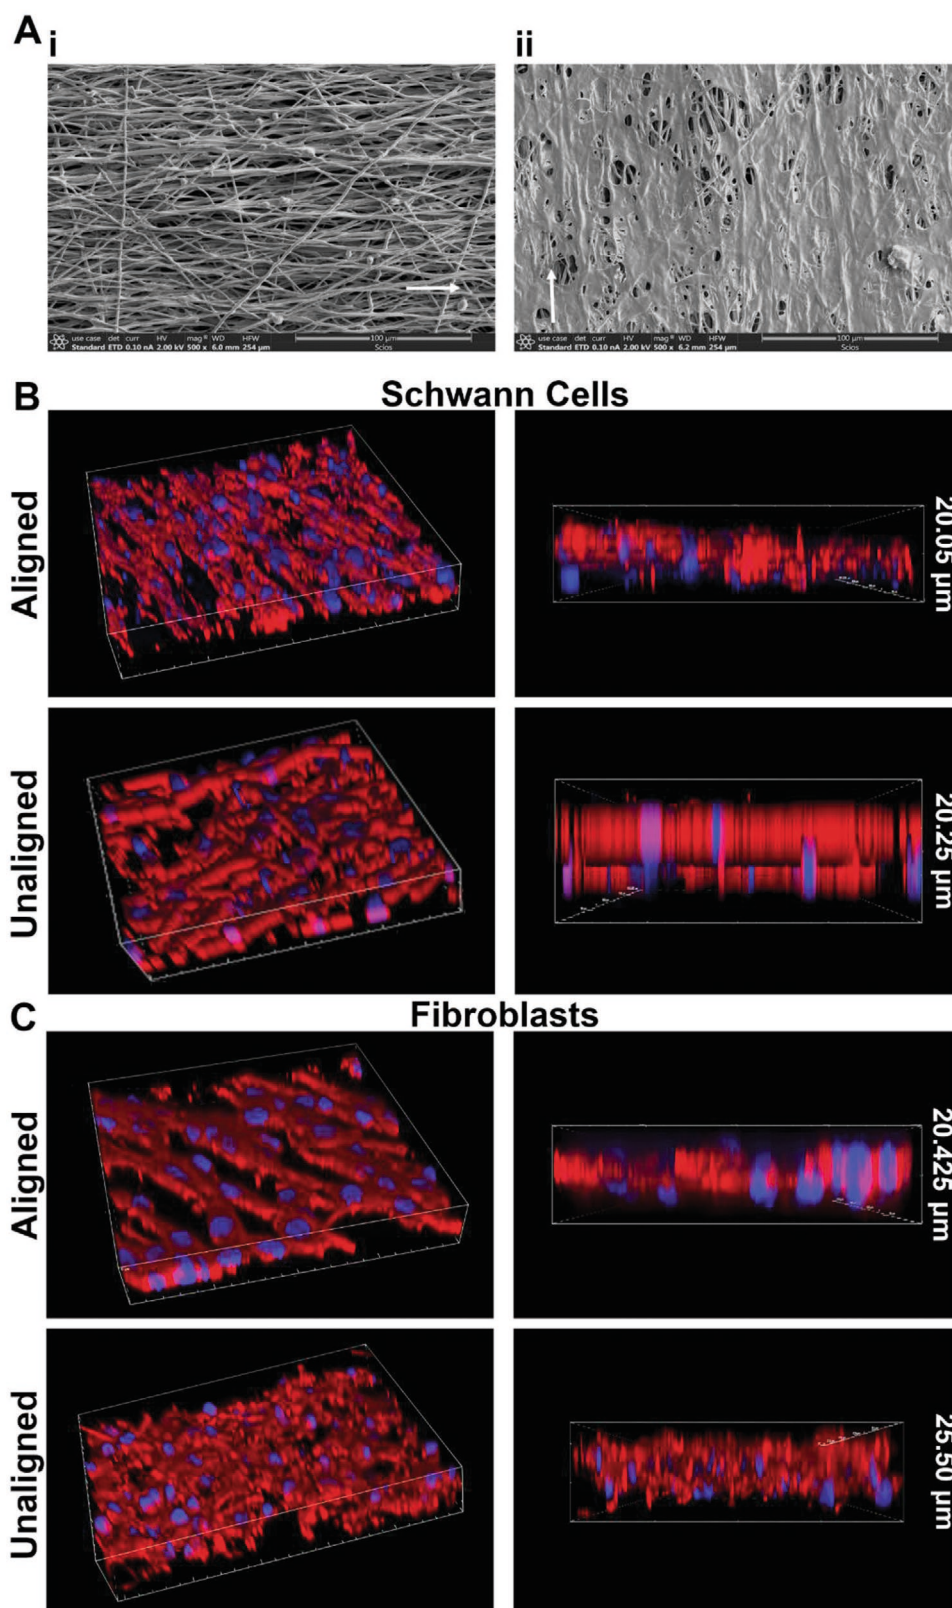 A
i
ii
use case det curr HV mag WD HFW
Standard ETD 0.10 nA 2.00 kV 500 x 6.0 mm 254 µm
100 µm
Scios
use case det curr HV mag WD HFW
Standard ETD 0.10 nA 2.00 kV 500 x 6.2 mm 254 µm
100 µm
Scios
B
Schwann Cells
Aligned
20.05 µm
Unaligned
20.25 µm
C
Fibroblasts
Aligned
20.425 µm
Unaligned
25.50 µm